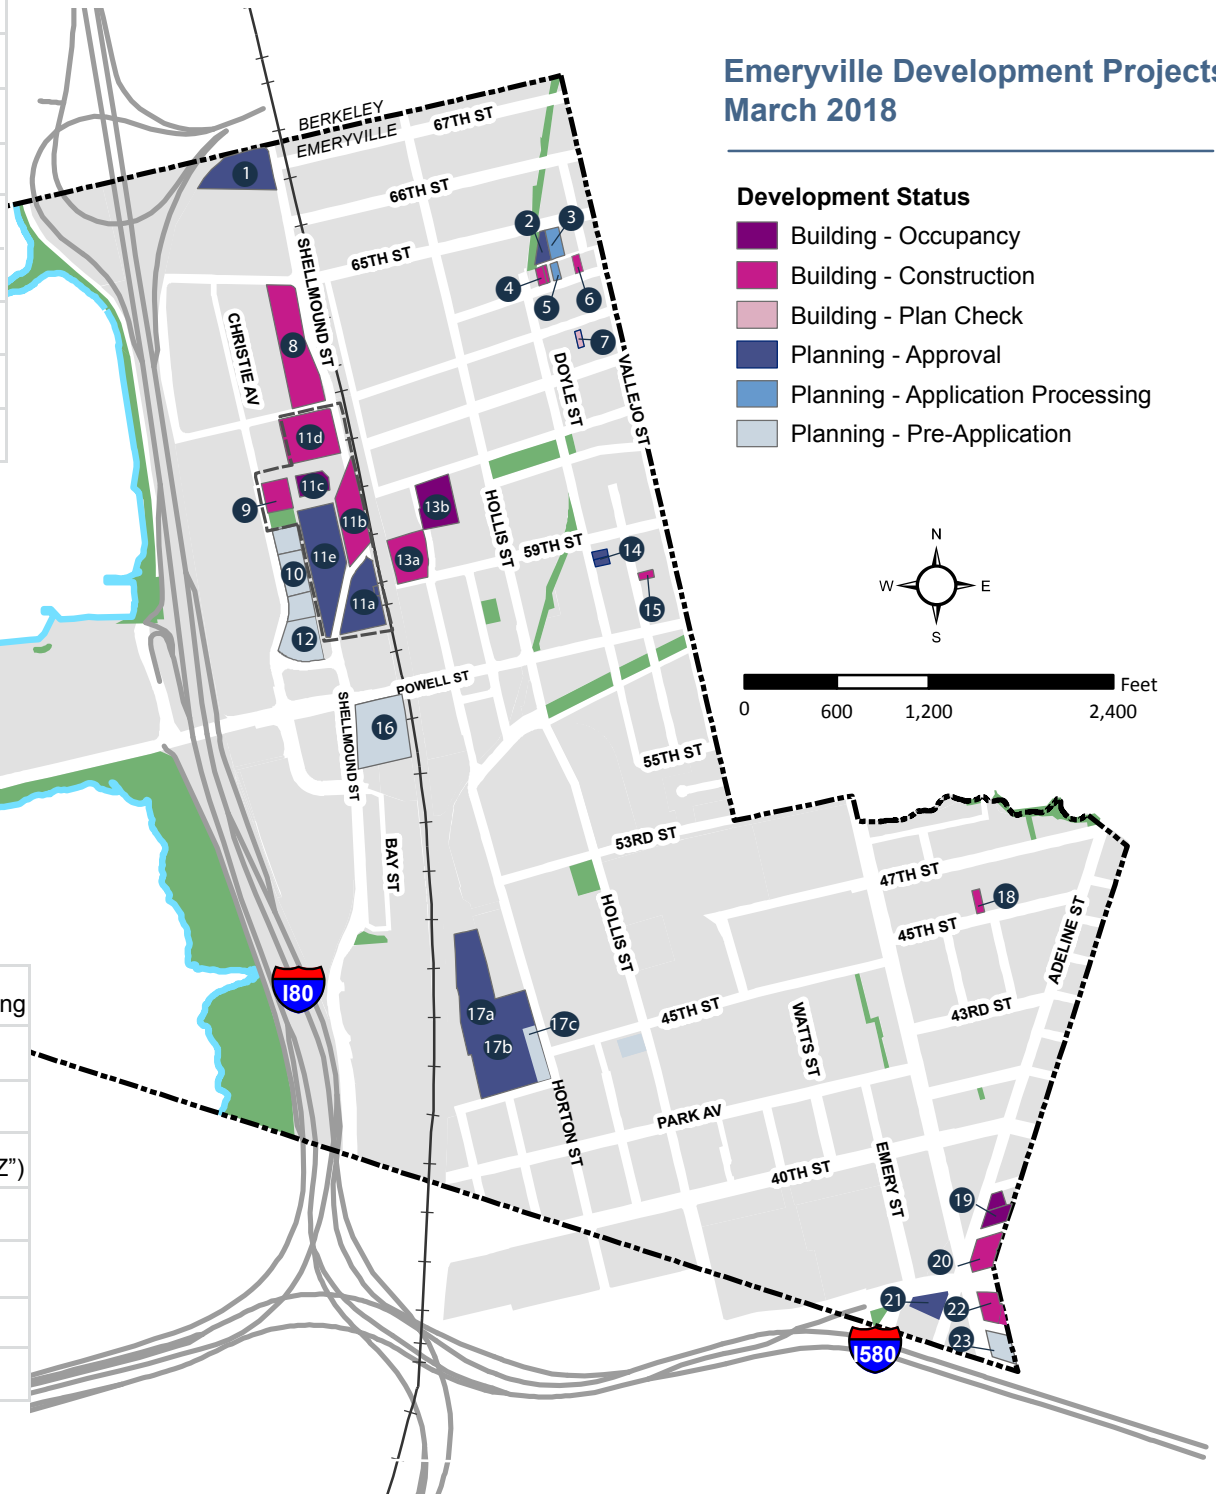 Emeryville Development Projects
March 2018
Development Status
Building - Occupancy
Building - Construction
Building - Plan Check
Planning - Approval
Planning - Application Processing
Planning - Pre-Application
N
W
E
S
Feet
0
600
1,200
2,400
BERKELEY
EMERYVILLE
67TH ST
66TH ST
65TH ST
SHELLMOUND ST
CHRISTIE AV
DOYLE ST
VALLEJO ST
HOLLIS ST
59TH ST
POWELL ST
SHELLMOUND ST
BAY ST
55TH ST
53RD ST
HOLLIS ST
47TH ST
45TH ST
ADELINE ST
43RD ST
45TH ST
WATTS ST
HORTON ST
PARK AV
40TH ST
EMERY ST
1
2
3
4
5
6
7
8
11d
11c
9
11b
13b
13a
11e
10
11a
12
14
15
16
17a
17b
17c
18
19
20
21
22
23
I80
I580
ng
Z”)